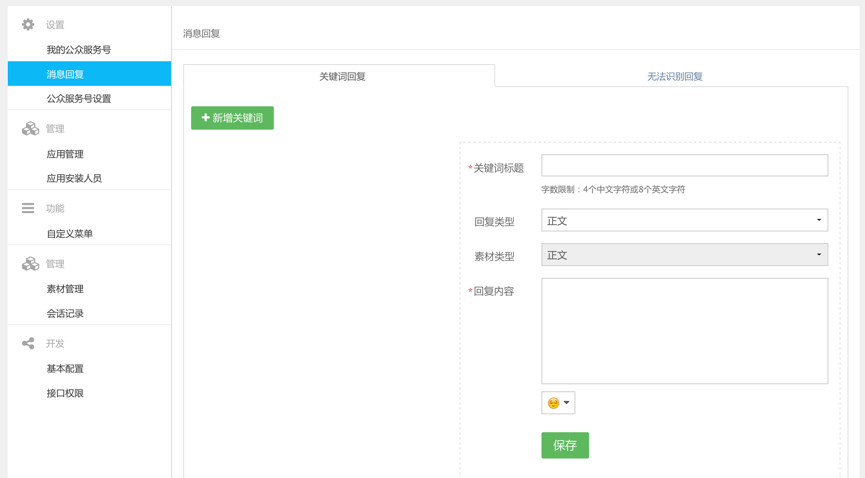 设置
我的公众服务号
消息回复
公众服务号设置
管理
应用管理
应用安装人员
功能
自定义菜单
管理
素材管理
会话记录
开发
基本配置
接口权限
消息回复
关键词回复
无法识别回复
新增关键词
*关键词标题
字数限制：4个中文字符或8个英文字符
回复类型
正文
素材类型
正文
*回复内容
保存